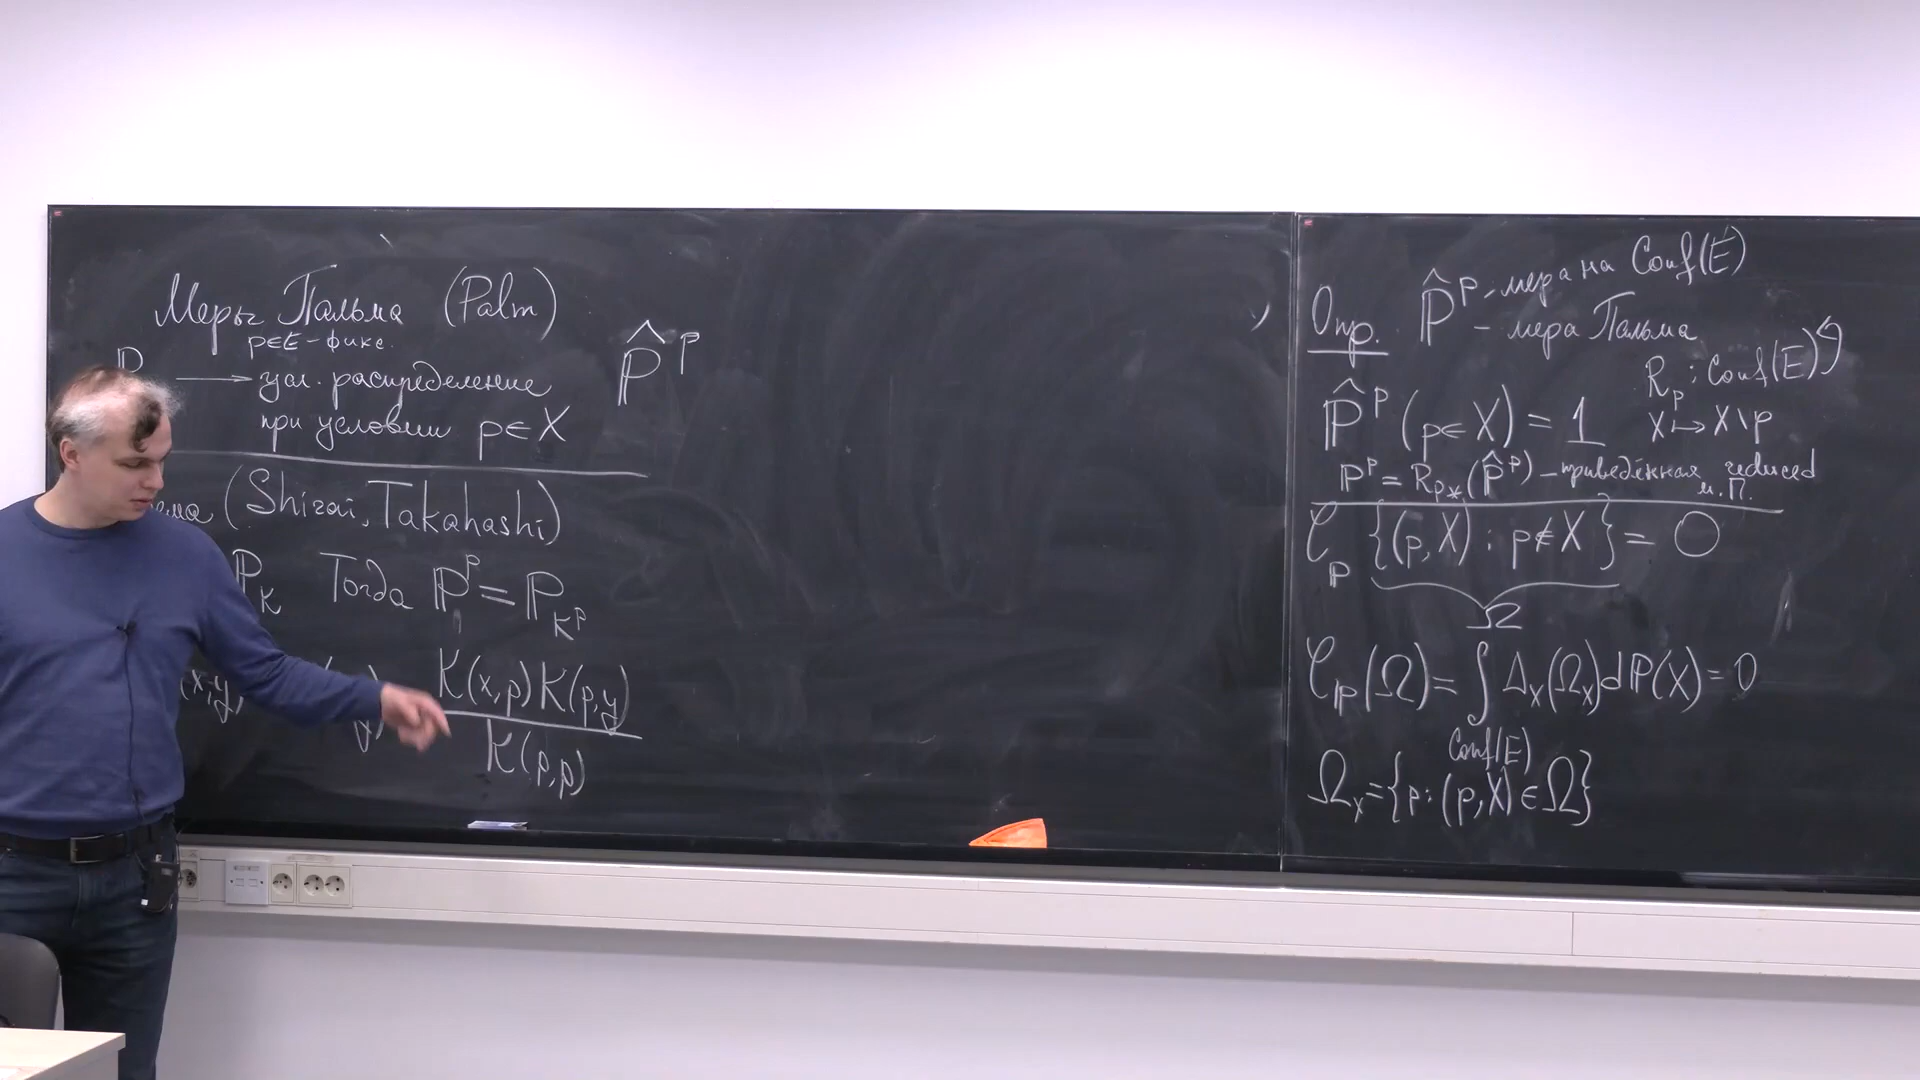 Меры Пальма (Palm)
p∈E-фикс.
P → усл. распределение P̂^p
при условии p∈X
(Shirai, Takahashi)
P_K Тогда P^p = P_{K^p}
K(x,p)K(p,y)
K(p,p)
Опр. P̂^p - мера на Conf(E)
- мера Пальма
R_p : Conf(E)
P̂^p (p∈X) = 1 X ↦ X\p
P^p = R_{p*}(P̂^p) - приведённая reduced
м.П.
C_P {(p,X) : p∉X} = 0
Ω
C_P(Ω) = ∫ Δ_X(Ω_X)dP(X) = 0
Conf(E)
Ω_X = {p : (p,X)∈Ω}